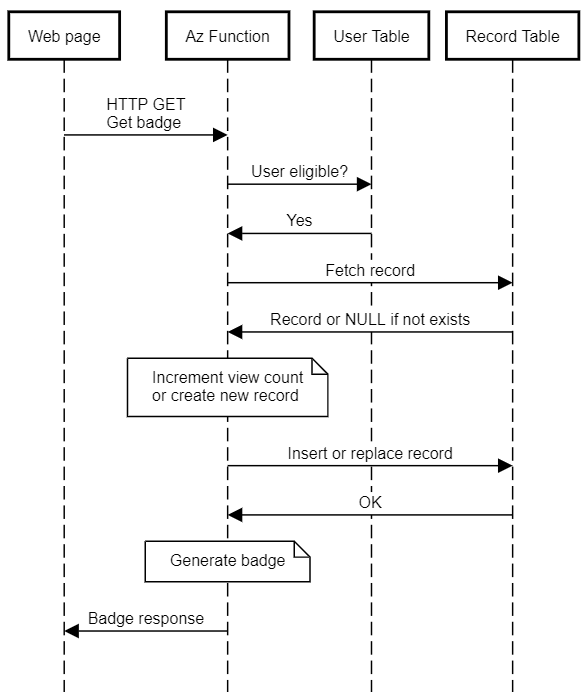 Web page
Az Function
User Table
Record Table
HTTP GET
Get badge
User eligible?
Yes
Fetch record
Record or NULL if not exists
Increment view count
or create new record
Insert or replace record
OK
Generate badge
Badge response